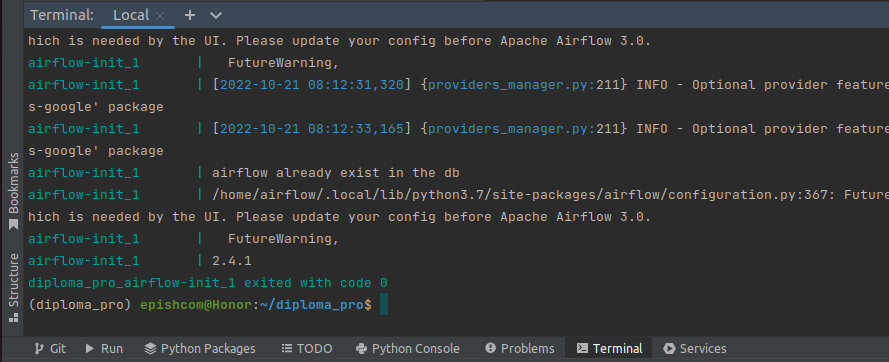 Terminal: Local
hich is needed by the UI. Please update your config before Apache Airflow 3.0.
airflow-init_1 | FutureWarning,
airflow-init_1 | [2022-10-21 08:12:31,320] {providers_manager.py:211} INFO - Optional provider feature
s-google' package
airflow-init_1 | [2022-10-21 08:12:33,165] {providers_manager.py:211} INFO - Optional provider feature
s-google' package
airflow-init_1 | airflow already exist in the db
airflow-init_1 | /home/airflow/.local/lib/python3.7/site-packages/airflow/configuration.py:367: Future
hich is needed by the UI. Please update your config before Apache Airflow 3.0.
airflow-init_1 | FutureWarning,
airflow-init_1 | 2.4.1
diploma_pro_airflow-init_1 exited with code 0
(diploma_pro) epishcom@Honor:~/diploma_pro$
Bookmarks
Structure
Git Run Python Packages TODO Python Console Problems Terminal Services